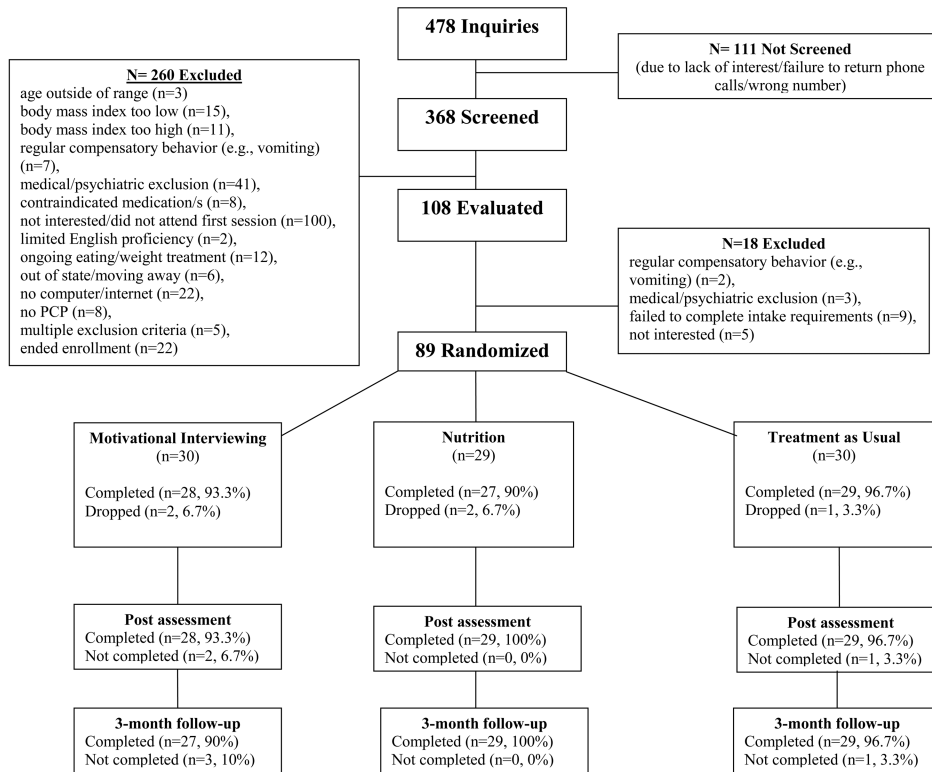 478 Inquiries
N= 111 Not Screened
(due to lack of interest/failure to return phone
calls/wrong number)
N= 260 Excluded
age outside of range (n=3)
body mass index too low (n=15),
body mass index too high (n=11),
regular compensatory behavior (e.g., vomiting)
(n=7),
medical/psychiatric exclusion (n=41),
contraindicated medication/s (n=8),
not interested/did not attend first session (n=100),
limited English proficiency (n=2),
ongoing eating/weight treatment (n=12),
out of state/moving away (n=6),
no computer/internet (n=22),
no PCP (n=8),
multiple exclusion criteria (n=5),
ended enrollment (n=22)
368 Screened
108 Evaluated
N=18 Excluded
regular compensatory behavior (e.g.,
vomiting) (n=2),
medical/psychiatric exclusion (n=3),
failed to complete intake requirements (n=9),
not interested (n=5)
89 Randomized
Motivational Interviewing
(n=30)
Completed (n=28, 93.3%)
Dropped (n=2, 6.7%)
Nutrition
(n=29)
Completed (n=27, 90%)
Dropped (n=2, 6.7%)
Treatment as Usual
(n=30)
Completed (n=29, 96.7%)
Dropped (n=1, 3.3%)
Post assessment
Completed (n=28, 93.3%)
Not completed (n=2, 6.7%)
Post assessment
Completed (n=29, 100%)
Not completed (n=0, 0%)
Post assessment
Completed (n=29, 96.7%)
Not completed (n=1, 3.3%)
3-month follow-up
Completed (n=27, 90%)
Not completed (n=3, 10%)
3-month follow-up
Completed (n=29, 100%)
Not completed (n=0, 0%)
3-month follow-up
Completed (n=29, 96.7%)
Not completed (n=1, 3.3%)